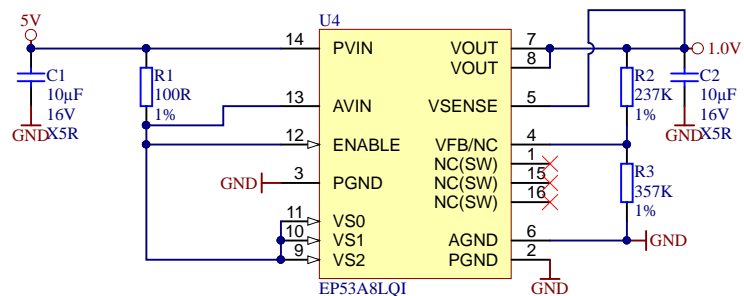 5V
C1
10µF
16V
X5R
GND
R1
100R
1%
U4
14 PVIN
13 AVIN
12 ENABLE
GND 3 PGND
11 VS0
10 VS1
9 VS2
VOUT 7
VOUT 8
VSENSE 5
VFB/NC 4
NC(SW) 1
NC(SW) 15
NC(SW) 16
AGND 6
PGND 2
EP53A8LQI
1.0V
R2
237K
1%
C2
10µF
16V
X5R
GND
R3
357K
1%
GND
GND